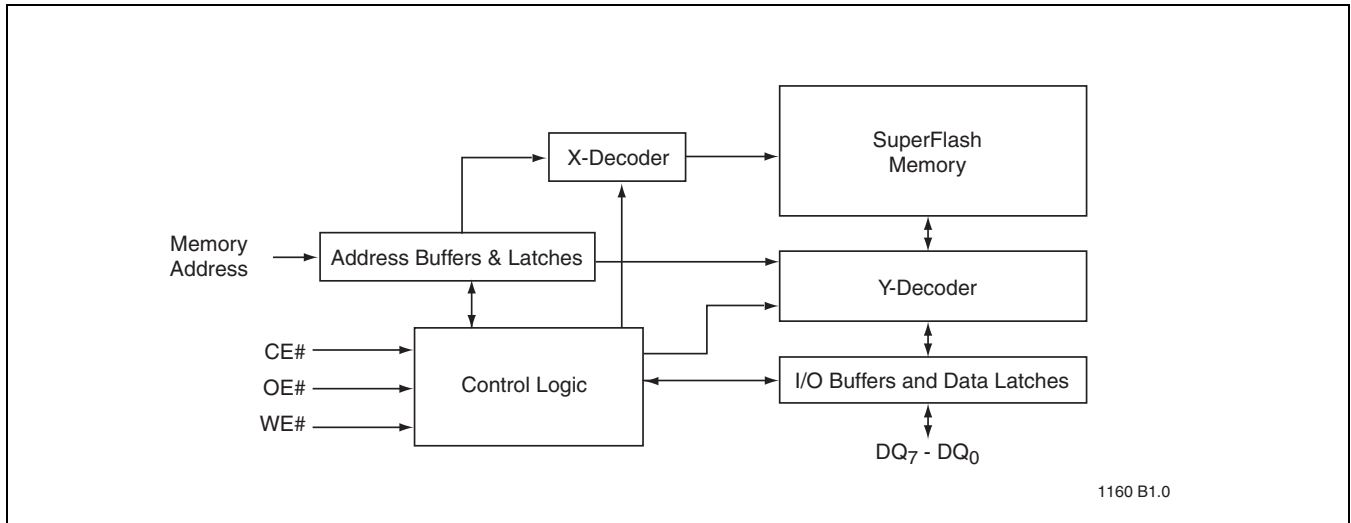 SuperFlash
Memory
X-Decoder
Memory
Address
Address Buffers & Latches
Y-Decoder
CE#
OE#
WE#
Control Logic
I/O Buffers and Data Latches
DQ7 - DQ0
1160 B1.0